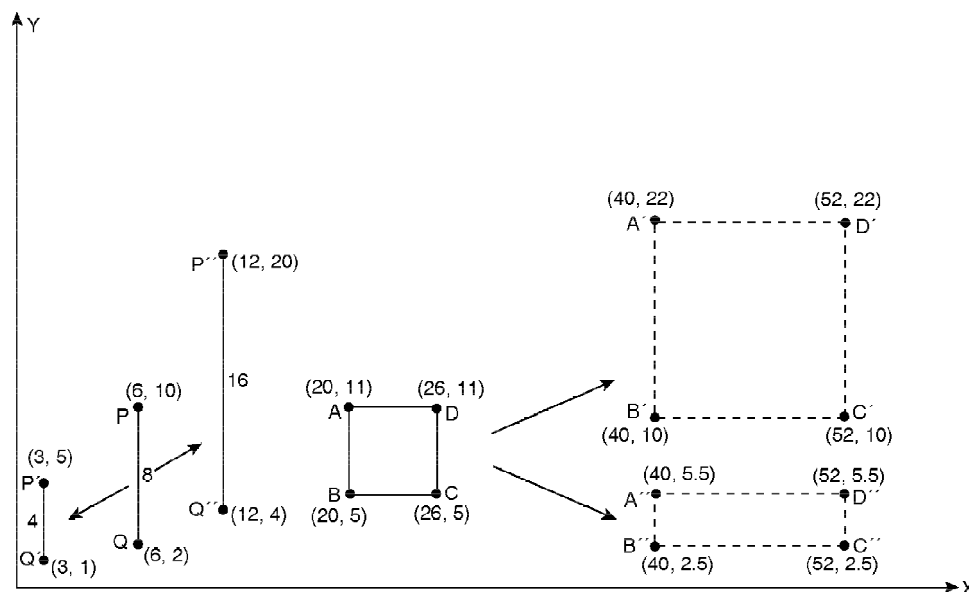 Y
(40, 22) (52, 22)
A´ D´
P´´ (12, 20)
16
(6, 10) (20, 11) (26, 11)
P A D
B´ C´
(40, 10) (52, 10)
(3, 5)
P´ 8
(40, 5.5) (52, 5.5)
A´´ D´´
B C
Q´´ (12, 4) (20, 5) (26, 5)
4
Q (6, 2) B´´ C´´
Q´ (3, 1) (40, 2.5) (52, 2.5)
X